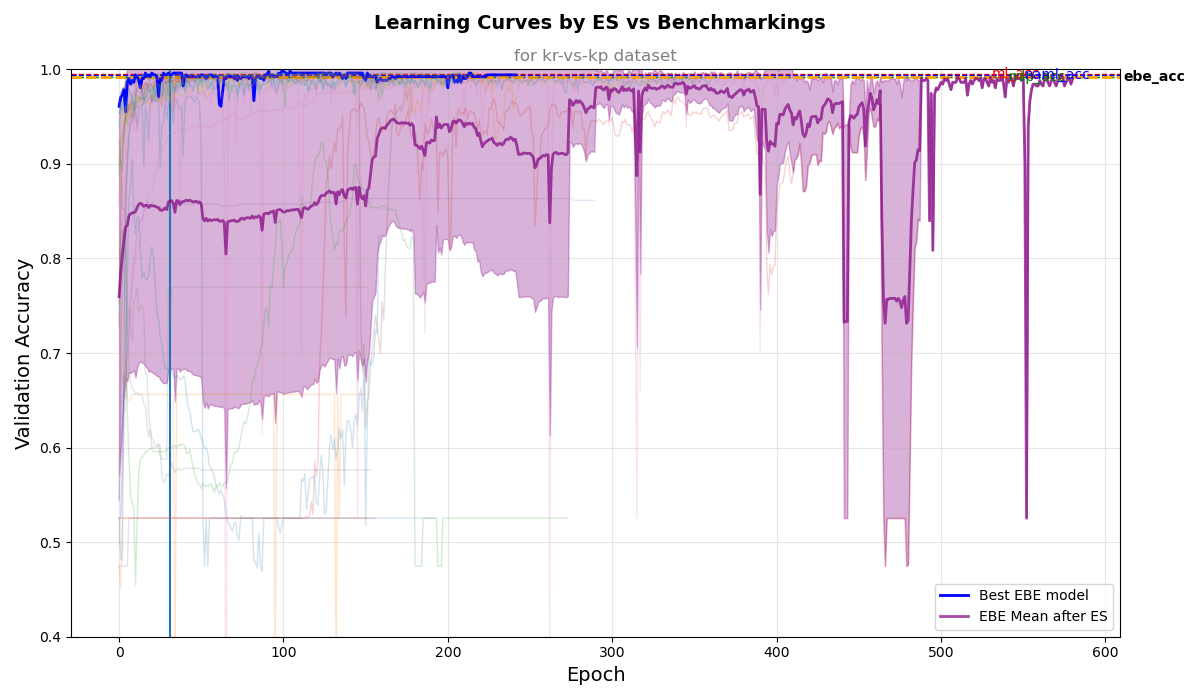 Learning Curves by ES vs Benchmarkings
for kr-vs-kp dataset
1.0
ebe_acc
0.9
0.8
0.7
0.6
0.5
0.4
Validation Accuracy
0
100
200
300
400
500
600
Epoch
Best EBE model
EBE Mean after ES